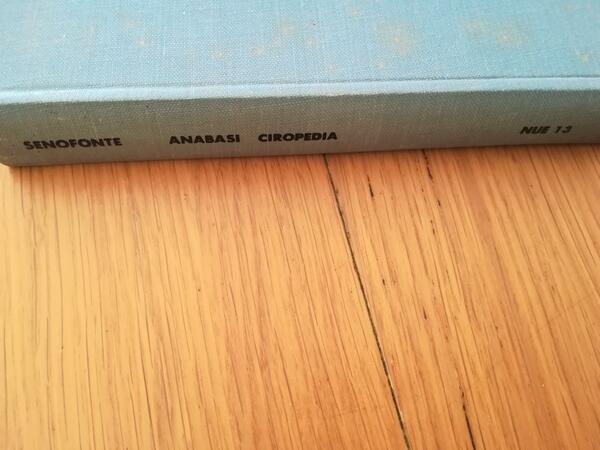 SENOFONTE ANABASI CIROPEDIA NUE 13